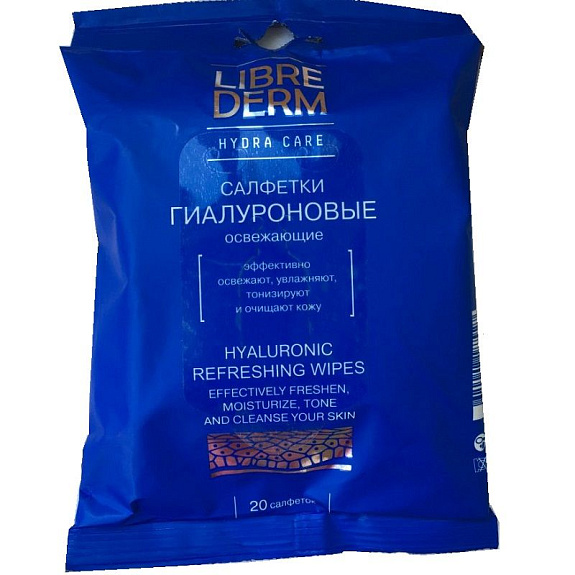 LIBRE
DERM
HYDRA CARE
САЛФЕТКИ
ГИАЛУРОНОВЫЕ
освежающие
эффективно
освежают, увлажняют,
тонизируют
и очищают кожу
HYALURONIC
REFRESHING WIPES
EFFECTIVELY FRESHEN,
MOISTURIZE, TONE
AND CLEANSE YOUR SKIN
20 салфеток